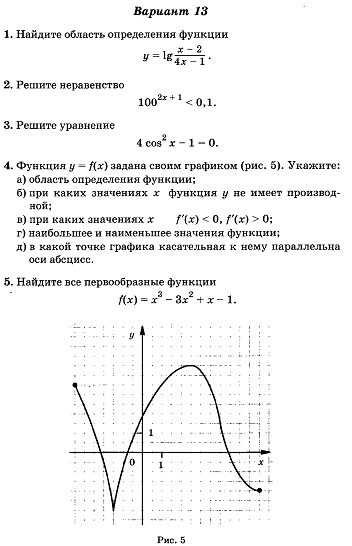 Вариант 13
1. Найдите область определения функции
y = lg (x − 2)/(4x − 1).
2. Решите неравенство
100^(2x + 1) < 0,1.
3. Решите уравнение
4 cos² x − 1 = 0.
4. Функция y = f(x) задана своим графиком (рис. 5). Укажите:
а) область определения функции;
б) при каких значениях x функция y не имеет производ-
ной;
в) при каких значениях x f′(x) < 0, f′(x) > 0;
г) наибольшее и наименьшее значения функции;
д) в какой точке графика касательная к нему параллельна
оси абсцисс.
5. Найдите все первообразные функции
f(x) = x³ − 3x² + x − 1.
y
1
0
1
x
Рис. 5